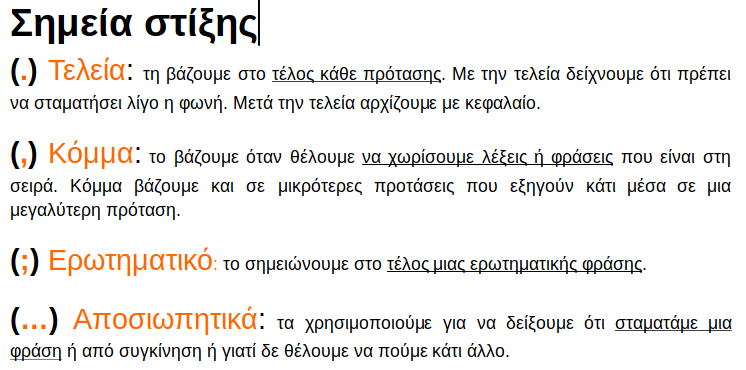 Σημεία στίξης
(.) Τελεία: τη βάζουμε στο τέλος κάθε πρότασης. Με την τελεία δείχνουμε ότι πρέπει
να σταματήσει λίγο η φωνή. Μετά την τελεία αρχίζουμε με κεφαλαίο.
(,) Κόμμα: το βάζουμε όταν θέλουμε να χωρίσουμε λέξεις ή φράσεις που είναι στη
σειρά. Κόμμα βάζουμε και σε μικρότερες προτάσεις που εξηγούν κάτι μέσα σε μια
μεγαλύτερη πρόταση.
(;) Ερωτηματικό: το σημειώνουμε στο τέλος μιας ερωτηματικής φράσης.
(...) Αποσιωπητικά: τα χρησιμοποιούμε για να δείξουμε ότι σταματάμε μια
φράση ή από συγκίνηση ή γιατί δε θέλουμε να πούμε κάτι άλλο.